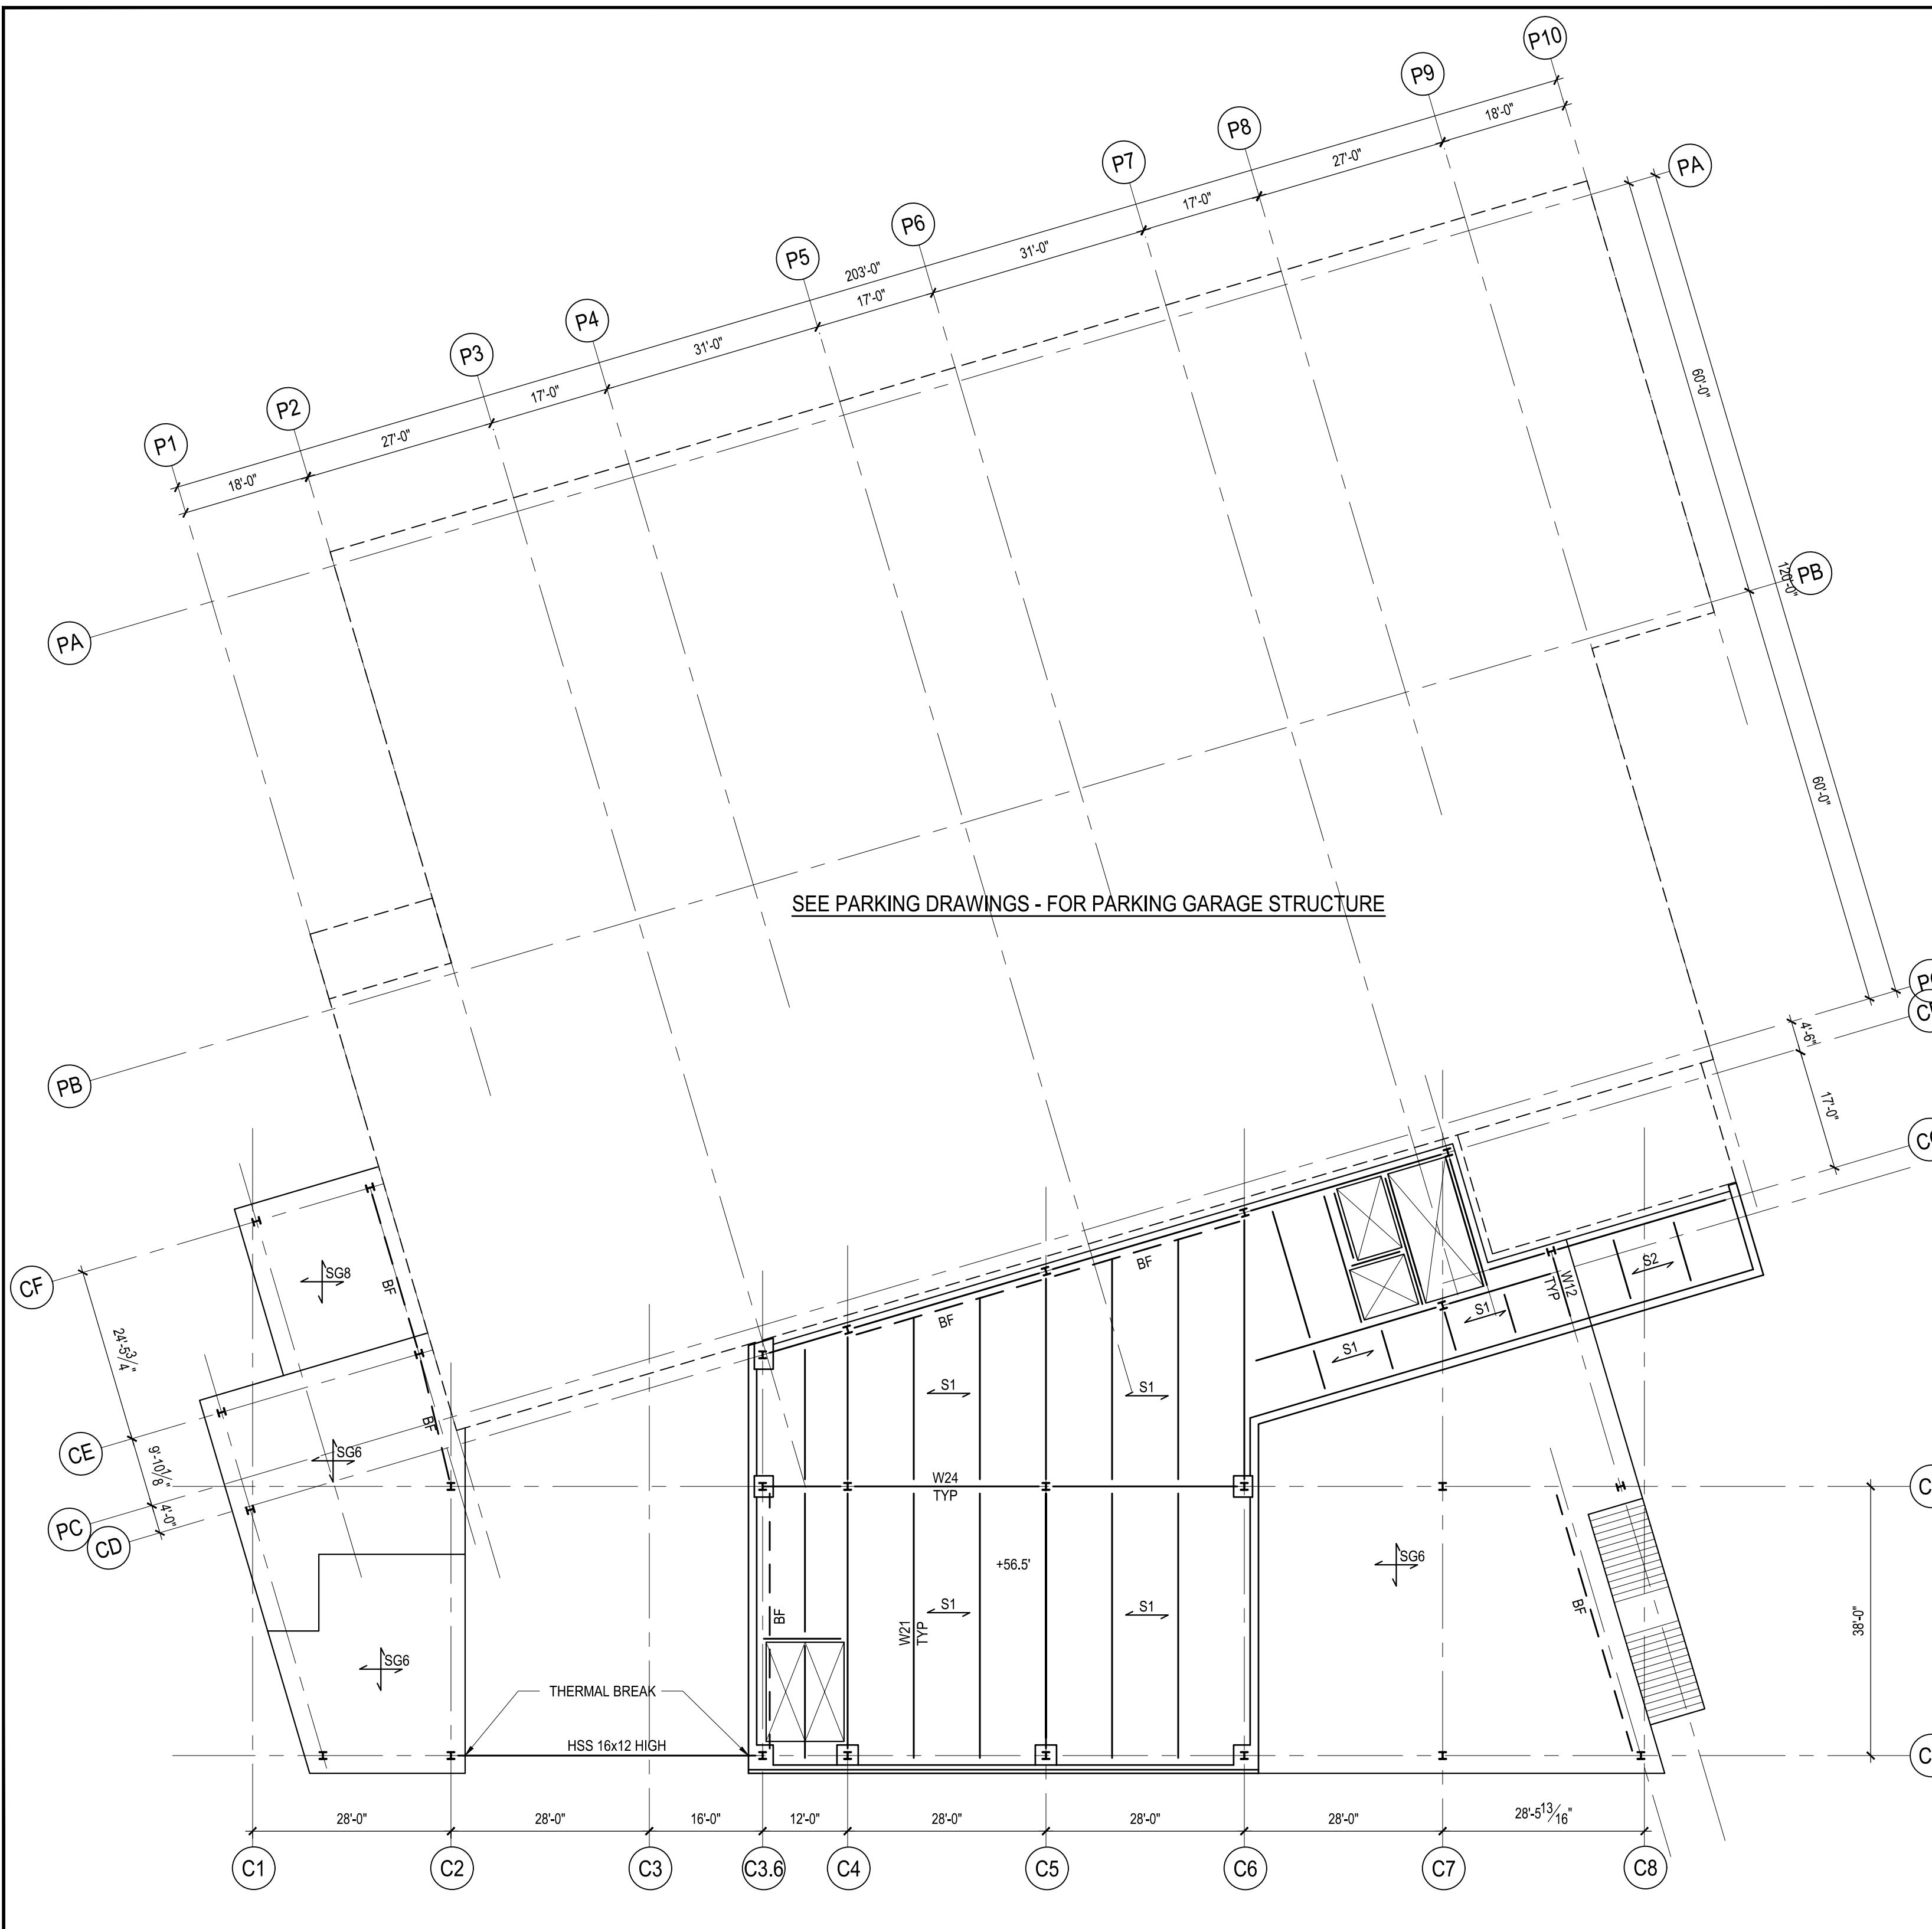 P10
P9
P8
P7
P6
P5
P4
P3
P2
P1
18'-0"
27'-0"
17'-0"
31'-0"
203'-0"
17'-0"
31'-0"
17'-0"
27'-0"
18'-0"
PA
60'-0"
120'-0"
PB
60'-0"
PA
SEE PARKING DRAWINGS - FOR PARKING GARAGE STRUCTURE
4'-6"
17'-0"
PB
CF
24'-5 3/4"
CE
9'-10 1/8"
PC
4'-0"
CD
SG8
BF
SG6
BF
SG6
BF
BF
S1
S1
W24
TYP
+56.5'
S1
S1
W21
TYP
BF
THERMAL BREAK
HSS 16x12 HIGH
S1
S1
W12
TYP
S2
SG6
BF
38'-0"
28'-0"
28'-0"
16'-0"
12'-0"
28'-0"
28'-0"
28'-0"
28'-5 13/16"
C1
C2
C3
C3.6
C4
C5
C6
C7
C8